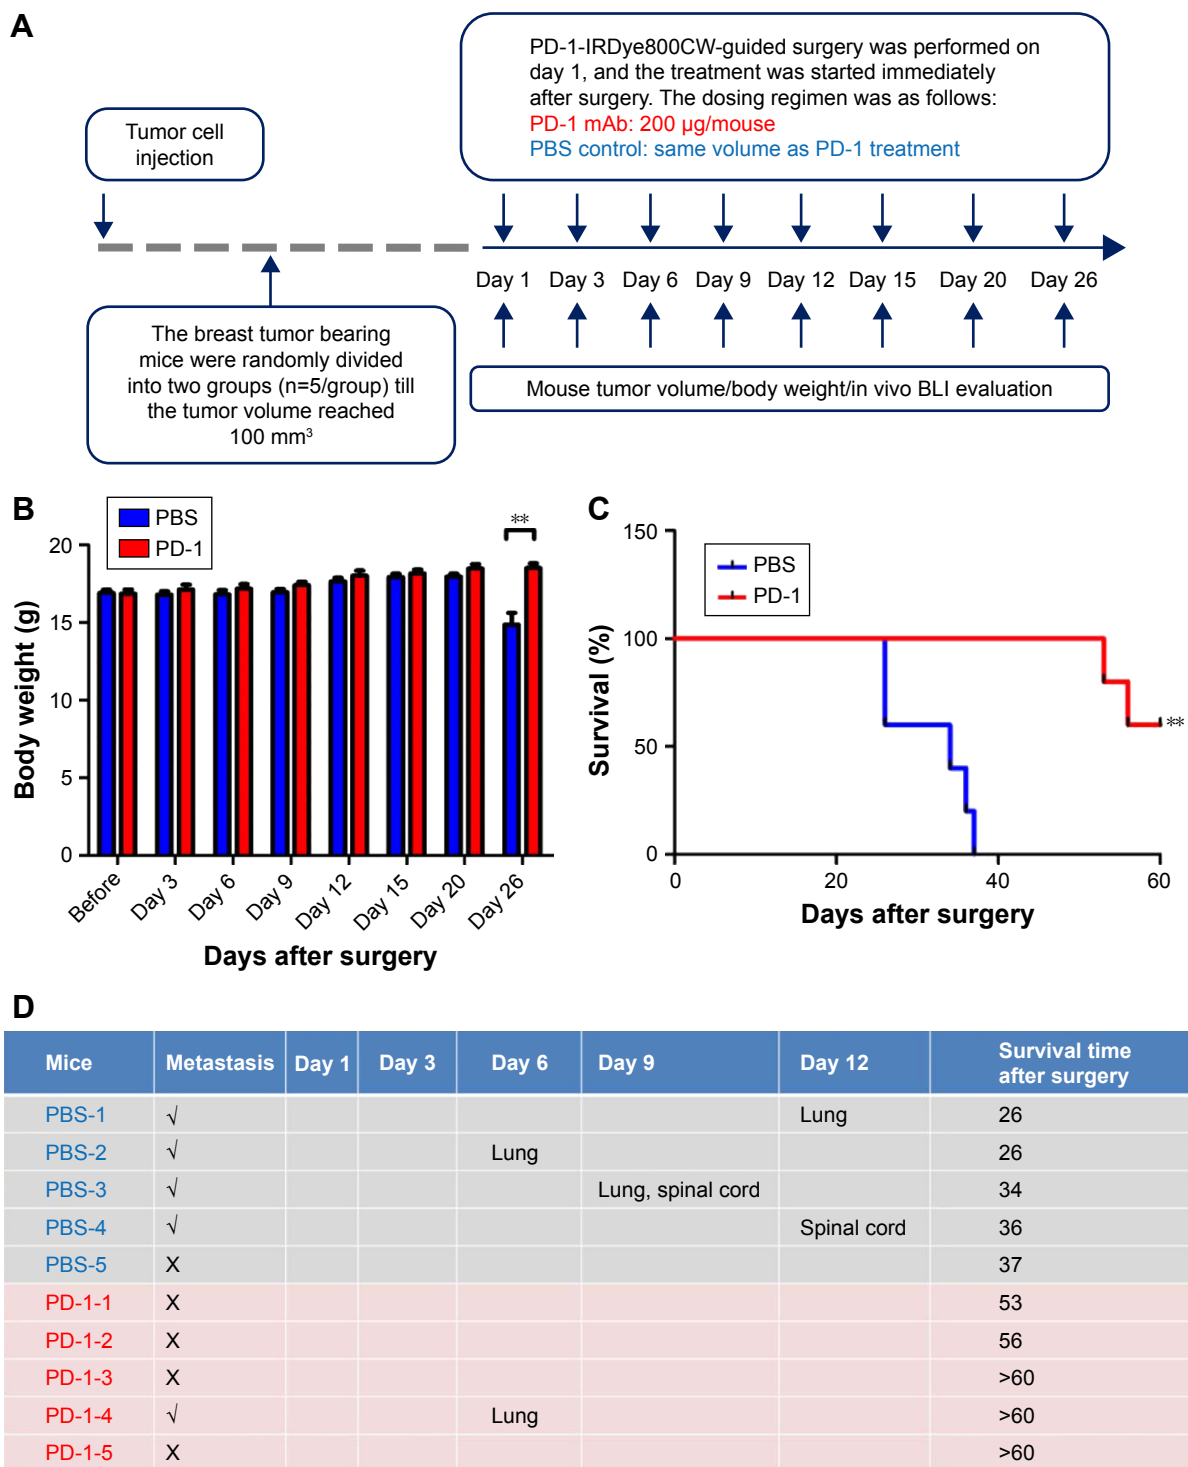 A
PD-1-IRDye800CW-guided surgery was performed on
day 1, and the treatment was started immediately
after surgery. The dosing regimen was as follows:
PD-1 mAb: 200 µg/mouse
PBS control: same volume as PD-1 treatment
Tumor cell
injection
Day 1 Day 3 Day 6 Day 9 Day 12 Day 15 Day 20 Day 26
The breast tumor bearing
mice were randomly divided
into two groups (n=5/group) till
the tumor volume reached
100 mm³
Mouse tumor volume/body weight/in vivo BLI evaluation
B
PBS
PD-1
**
20
15
10
5
0
Body weight (g)
Before Day 3 Day 6 Day 9 Day 12 Day 15 Day 20 Day 26
Days after surgery
C
150
100
50
0
Survival (%)
PBS
PD-1
**
0 20 40 60
Days after surgery
D
Mice Metastasis Day 1 Day 3 Day 6 Day 9 Day 12 Survival time
after surgery
PBS-1 √ Lung 26
PBS-2 √ Lung 26
PBS-3 √ Lung, spinal cord 34
PBS-4 √ Spinal cord 36
PBS-5 X 37
PD-1-1 X 53
PD-1-2 X 56
PD-1-3 X >60
PD-1-4 √ Lung >60
PD-1-5 X >60